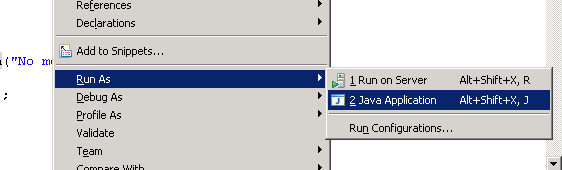 References
Declarations
Add to Snippets...
("No m
Run As
1 Run on Server Alt+Shift+X, R
Debug As
;
2 Java Application Alt+Shift+X, J
Profile As
Validate
Run Configurations...
Team
Compare With